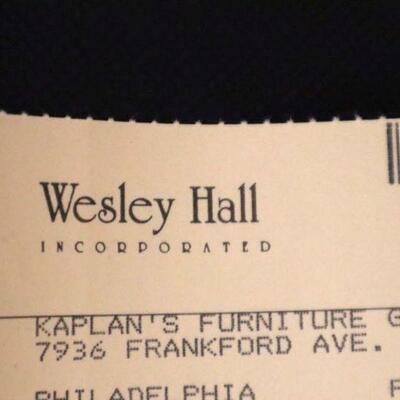 Wesley Hall
INCORPORATED
KAPLAN'S FURNITURE G
7936 FRANKFORD AVE.
PHILADELPHIA P